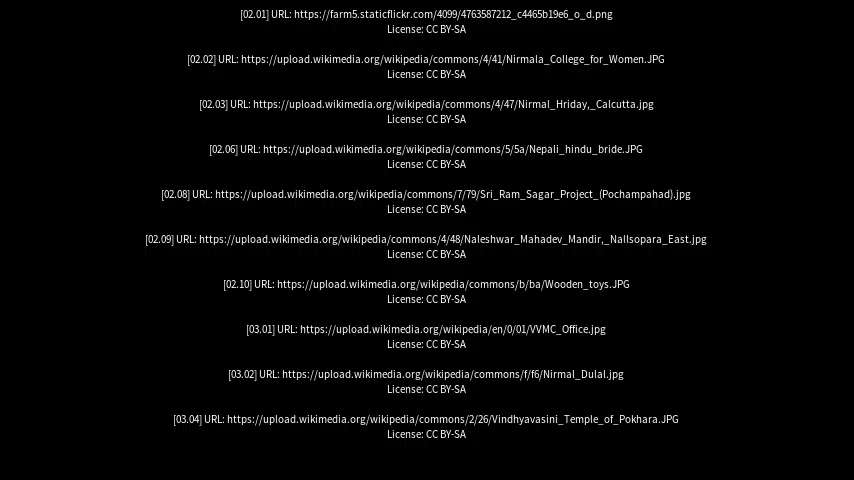 [02.01] URL: https://farm5.staticflickr.com/4099/4763587212_c4465b19e6_o_d.png
License: CC BY-SA
[02.02] URL: https://upload.wikimedia.org/wikipedia/commons/4/41/Nirmala_College_for_Women.JPG
License: CC BY-SA
[02.03] URL: https://upload.wikimedia.org/wikipedia/commons/4/47/Nirmal_Hriday,_Calcutta.jpg
License: CC BY-SA
[02.06] URL: https://upload.wikimedia.org/wikipedia/commons/5/5a/Nepali_hindu_bride.JPG
License: CC BY-SA
[02.08] URL: https://upload.wikimedia.org/wikipedia/commons/7/79/Sri_Ram_Sagar_Project_(Pochampahad).jpg
License: CC BY-SA
[02.09] URL: https://upload.wikimedia.org/wikipedia/commons/4/48/Naleshwar_Mahadev_Mandir,_Nallsopara_East.jpg
License: CC BY-SA
[02.10] URL: https://upload.wikimedia.org/wikipedia/commons/b/ba/Wooden_toys.JPG
License: CC BY-SA
[03.01] URL: https://upload.wikimedia.org/wikipedia/en/0/01/VVMC_Office.jpg
License: CC BY-SA
[03.02] URL: https://upload.wikimedia.org/wikipedia/commons/f/f6/Nirmal_Dulal.jpg
License: CC BY-SA
[03.04] URL: https://upload.wikimedia.org/wikipedia/commons/2/26/Vindhyavasini_Temple_of_Pokhara.JPG
License: CC BY-SA